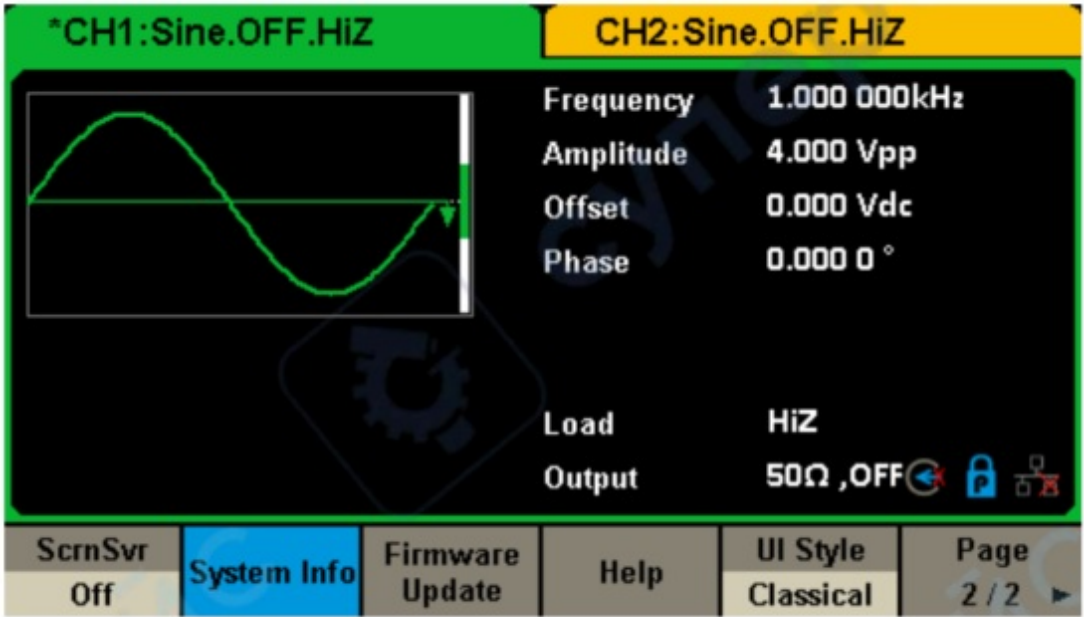 *CH1:Sine.OFF.HiZ CH2:Sine.OFF.HiZ
Frequency 1.000 000kHz
Amplitude 4.000 Vpp
Offset 0.000 Vdc
Phase 0.000 0 °
Load HiZ
Output 50Ω ,OFF
P
ScrnSvr
Off
System Info
Firmware
Update
Help
UI Style
Classical
Page
2 / 2
супер